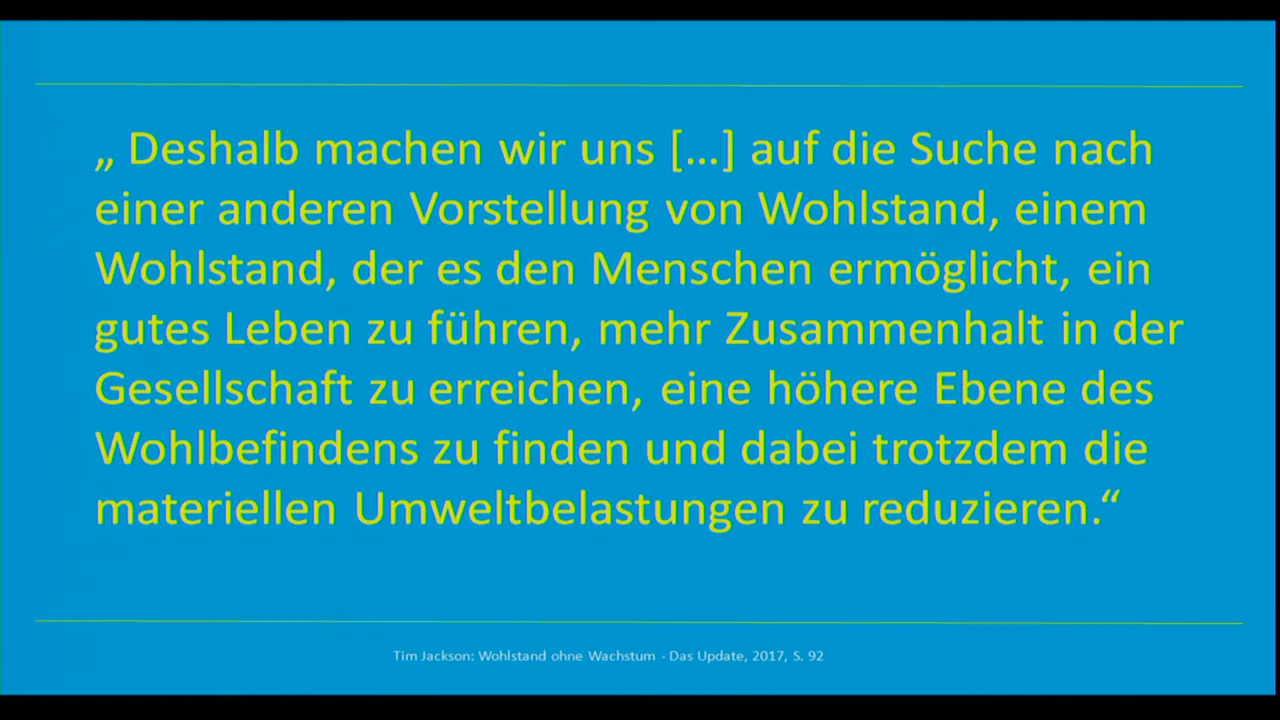 „ Deshalb machen wir uns [...] auf die Suche nach
einer anderen Vorstellung von Wohlstand, einem
Wohlstand, der es den Menschen ermöglicht, ein
gutes Leben zu führen, mehr Zusammenhalt in der
Gesellschaft zu erreichen, eine höhere Ebene des
Wohlbefindens zu finden und dabei trotzdem die
materiellen Umweltbelastungen zu reduzieren.“
Tim Jackson: Wohlstand ohne Wachstum - Das Update, 2017, S. 92